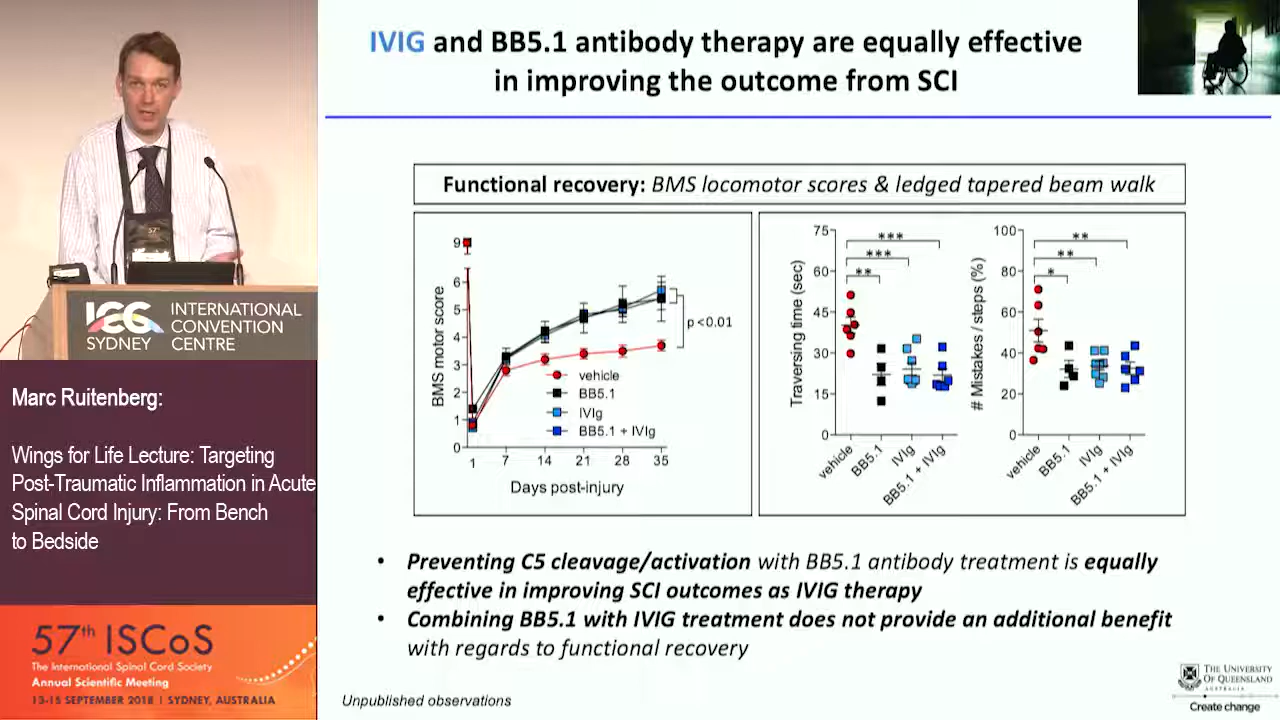 IVIG and BB5.1 antibody therapy are equally effective
in improving the outcome from SCI
Functional recovery: BMS locomotor scores & ledged tapered beam walk
BMS motor score
9
6
5
4
3
2
1
0
1 7 14 21 28 35
Days post-injury
p<0.01
vehicle
BB5.1
IVIg
BB5.1 + IVIg
Traversing time (sec)
75
60
45
30
15
0
***
***
**
vehicle
BB5.1
IVIg
BB5.1 + IVIg
# Mistakes / steps (%)
100
80
60
40
20
0
**
**
*
vehicle
BB5.1
IVIg
BB5.1 + IVIg
• Preventing C5 cleavage/activation with BB5.1 antibody treatment is equally
effective in improving SCI outcomes as IVIG therapy
• Combining BB5.1 with IVIG treatment does not provide an additional benefit
with regards to functional recovery
Unpublished observations
THE UNIVERSITY
OF QUEENSLAND
AUSTRALIA
Create change
57th
ICC
SYDNEY
INTERNATIONAL
CONVENTION
CENTRE
Marc Ruitenberg:
Wings for Life Lecture: Targeting
Post-Traumatic Inflammation in Acute
Spinal Cord Injury: From Bench
to Bedside
57th ISCoS
The International Spinal Cord Society
Annual Scientific Meeting
13-15 SEPTEMBER 2018 | SYDNEY, AUSTRALIA